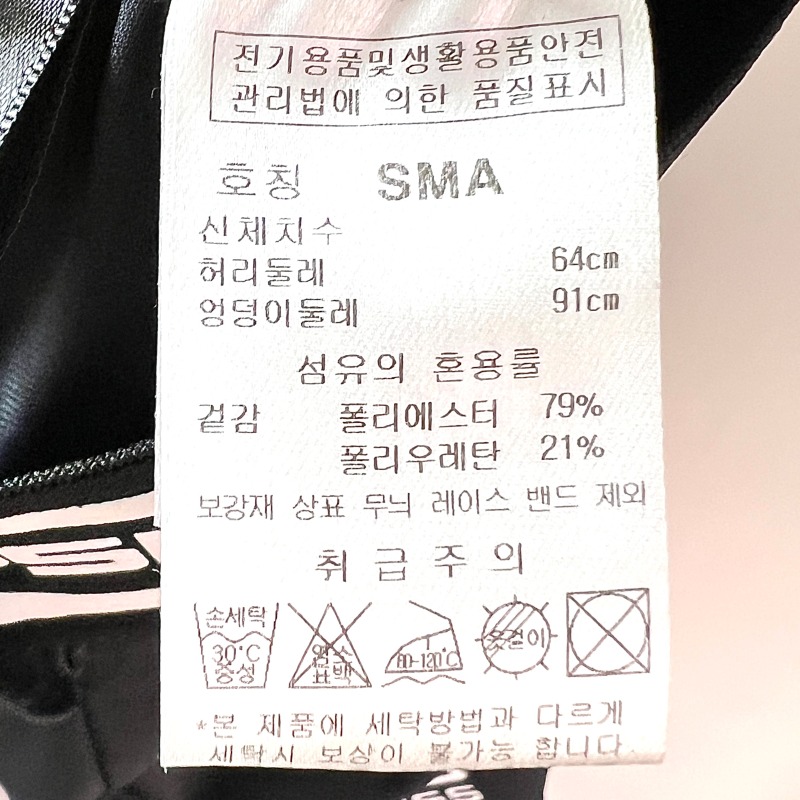 전기용품및생활용품안전
관리법에 의한 품질표시
호칭 SMA
신체치수
허리둘레 64cm
엉덩이둘레 91cm
섬유의 혼용률
겉감 폴리에스터 79%
폴리우레탄 21%
보강재 상표 무늬 레이스 밴드 제외
취급주의
손세탁
30°C
중성
염소
표백
80-120°C
옷걸이
*본 제품에 세탁방법과 다르게
세탁시 보상이 불가능 합니다.